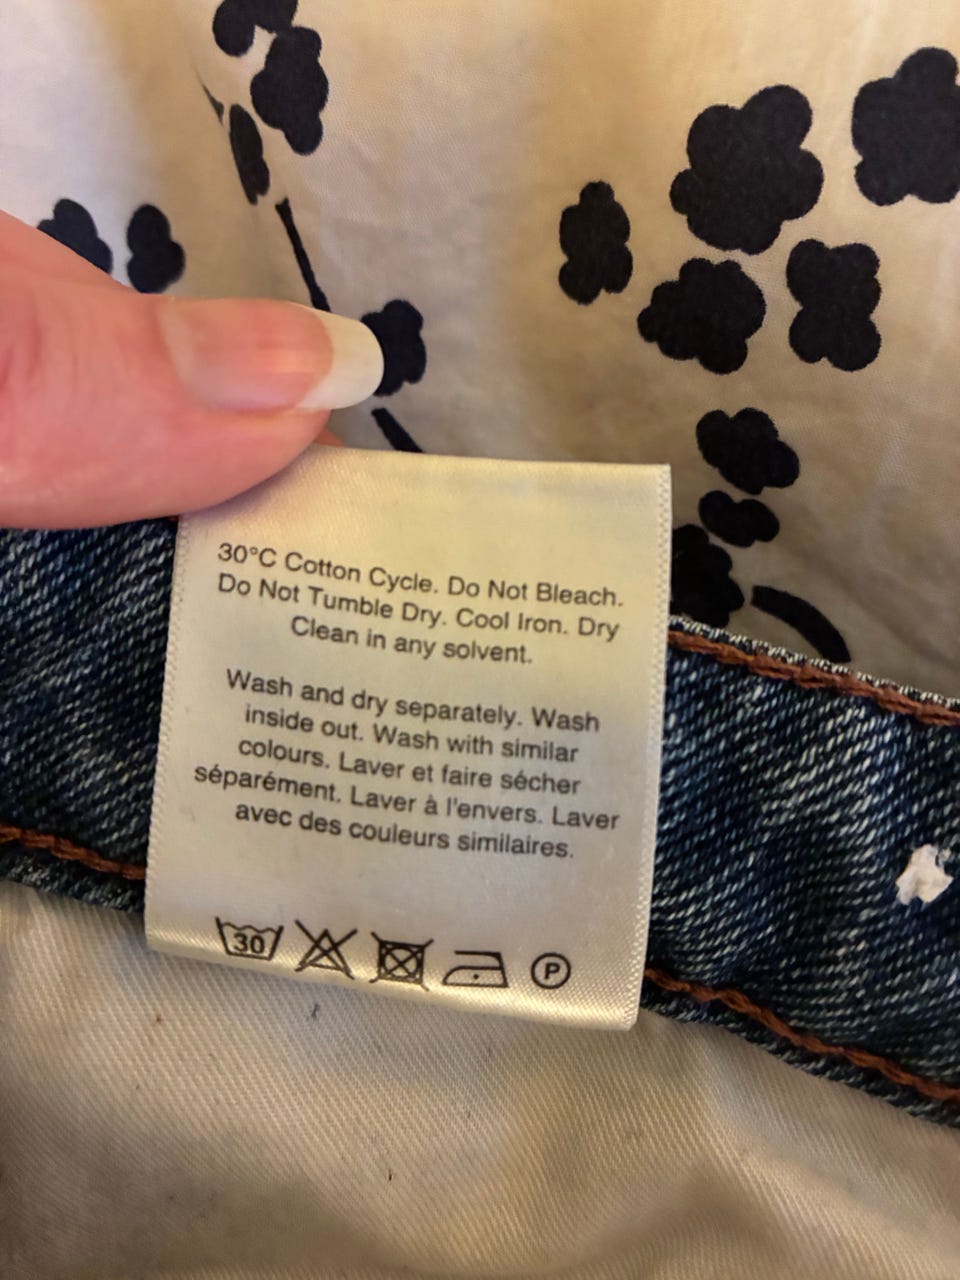 30°C Cotton Cycle. Do Not Bleach.
Do Not Tumble Dry. Cool Iron. Dry
Clean in any solvent.
Wash and dry separately. Wash
inside out. Wash with similar
colours. Laver et faire sécher
séparément. Laver à l'envers. Laver
avec des couleurs similaires.
30 P